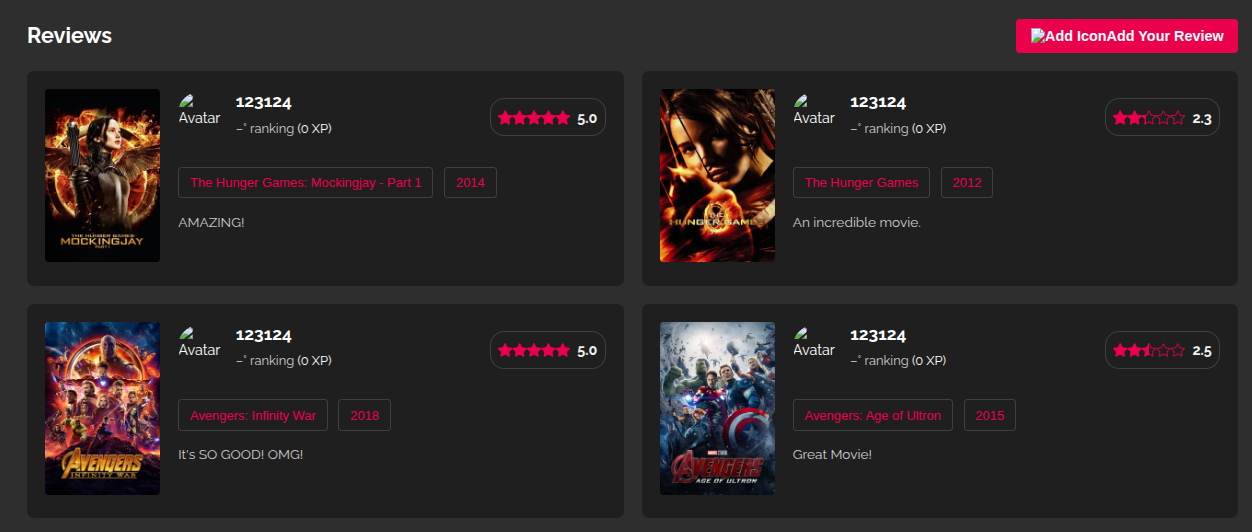 Reviews
Add IconAdd Your Review
THE HUNGER GAMES
MOCKINGJAY
PART 1
Avatar
123124
–° ranking (0 XP)
5.0
The Hunger Games: Mockingjay - Part 1
2014
AMAZING!
THE
HUNGER GAMES
Avatar
123124
–° ranking (0 XP)
2.3
The Hunger Games
2012
An incredible movie.
AVENGERS
INFINITY WAR
Avatar
123124
–° ranking (0 XP)
5.0
Avengers: Infinity War
2018
It's SO GOOD! OMG!
MARVEL
AVENGERS
AGE OF ULTRON
Avatar
123124
–° ranking (0 XP)
2.5
Avengers: Age of Ultron
2015
Great Movie!